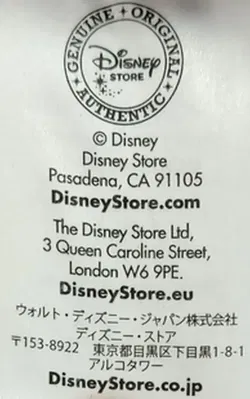 GENUINE • ORIGINAL
Disney
STORE
AUTHENTIC
© Disney
Disney Store
Pasadena, CA 91105
DisneyStore.com
The Disney Store Ltd,
3 Queen Caroline Street,
London W6 9PE.
DisneyStore.eu
ウォルト・ディズニー・ジャパン株式会社
ディズニー・ストア
〒153-8922 東京都目黒区下目黒1-8-1
アルコタワー
DisneyStore.co.jp